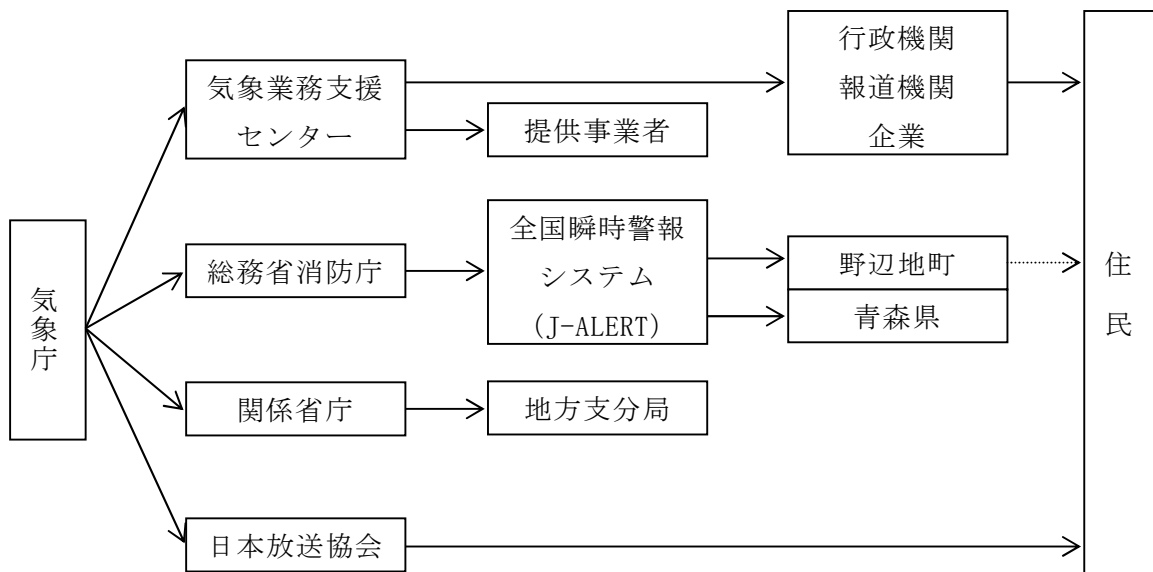 気象庁
気象業務支援
センター
提供事業者
行政機関
報道機関
企業
総務省消防庁
全国瞬時警報
システム
(J-ALERT)
野辺地町
青森県
関係省庁
地方支分局
日本放送協会
住民